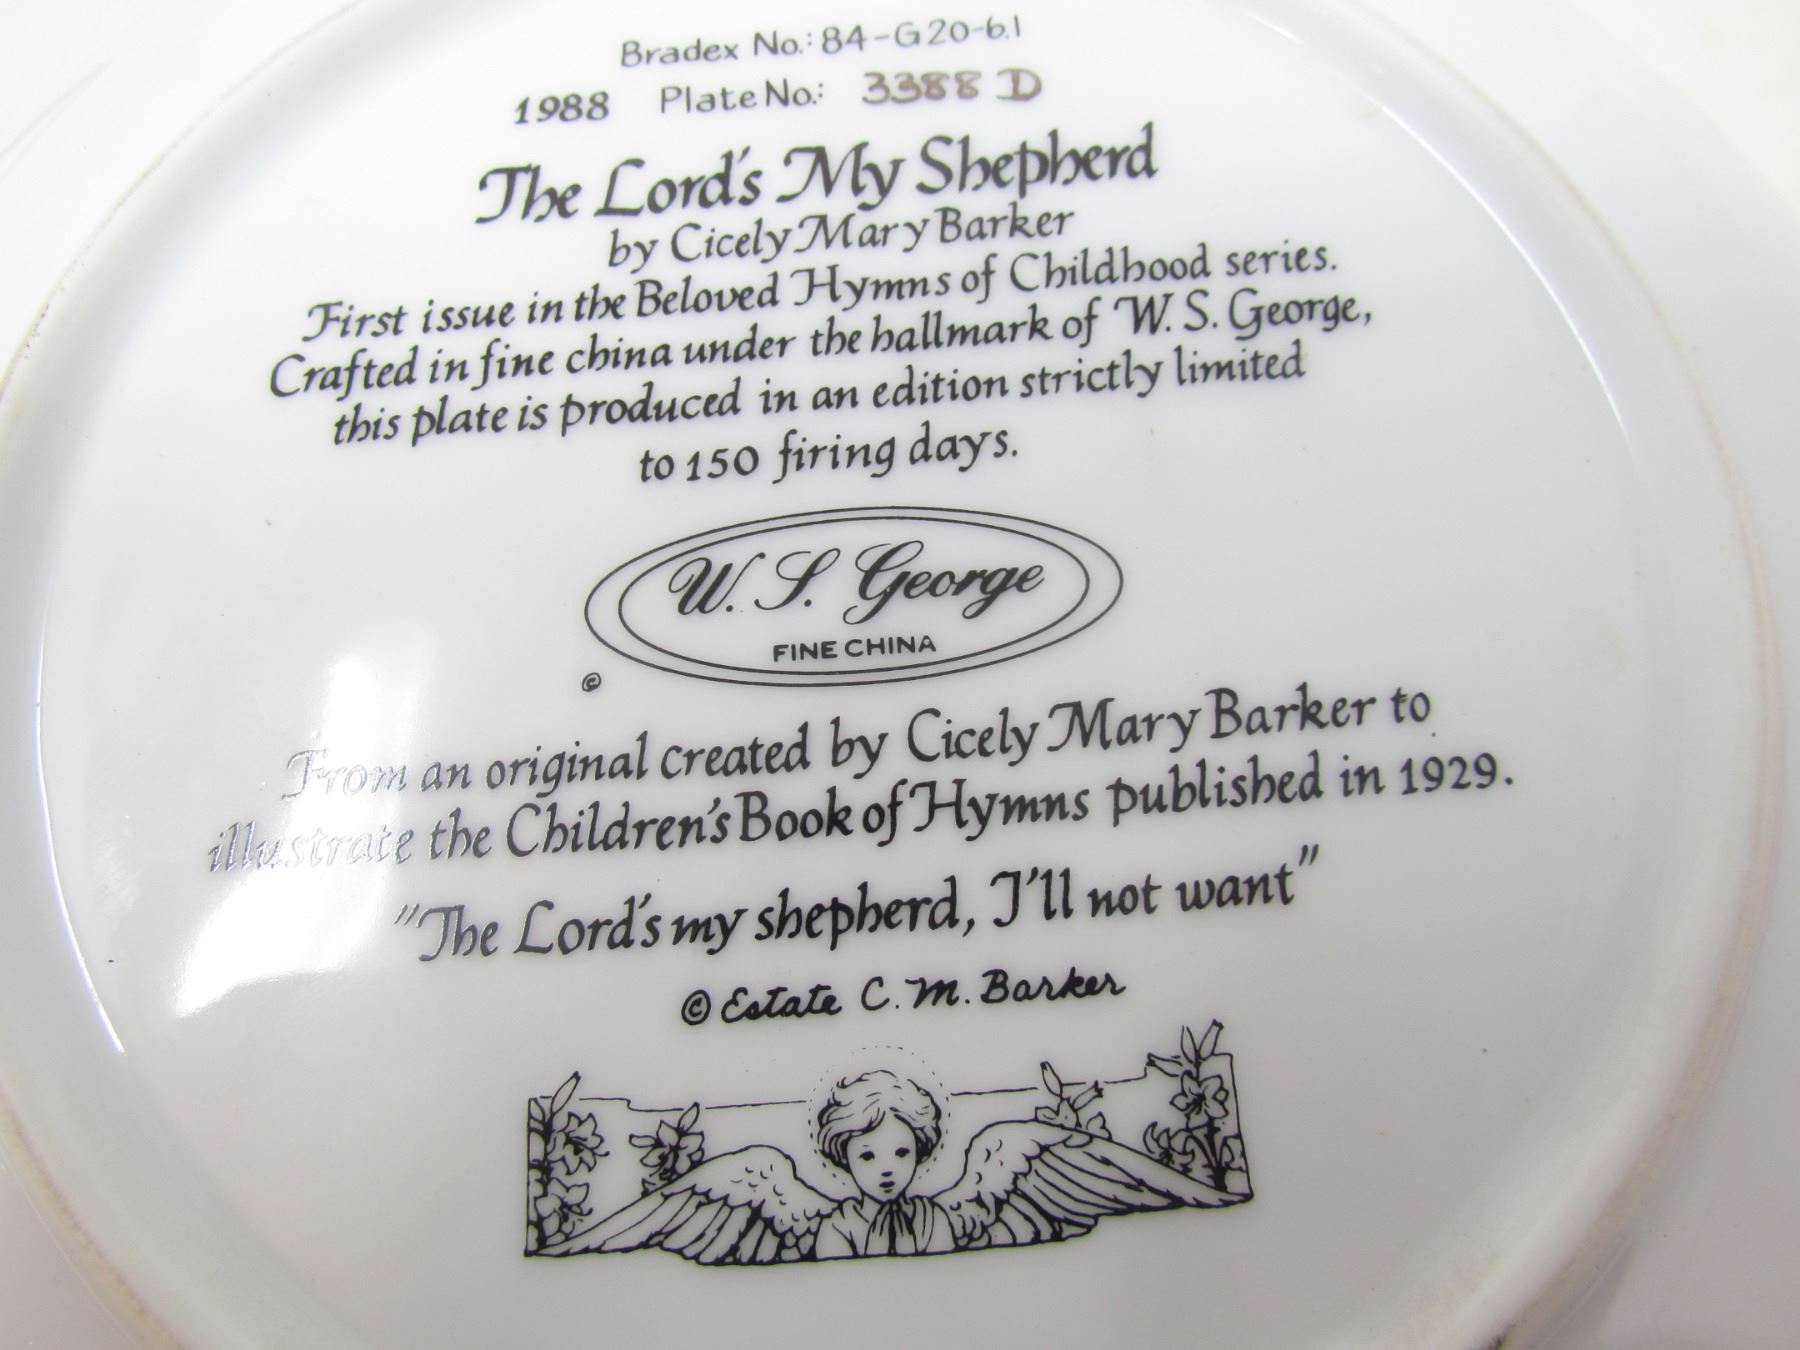 Bradex No.: 84-G20-6.1
1988 Plate No.: 3388 D
The Lord's My Shepherd
by Cicely Mary Barker
First issue in the Beloved Hymns of Childhood series.
Crafted in fine china under the hallmark of W. S. George,
this plate is produced in an edition strictly limited
to 150 firing days.
W. S. George
FINE CHINA
©
From an original created by Cicely Mary Barker to
illustrate the Children's Book of Hymns published in 1929.
"The Lord's my shepherd, I'll not want"
© Estate C. M. Barker